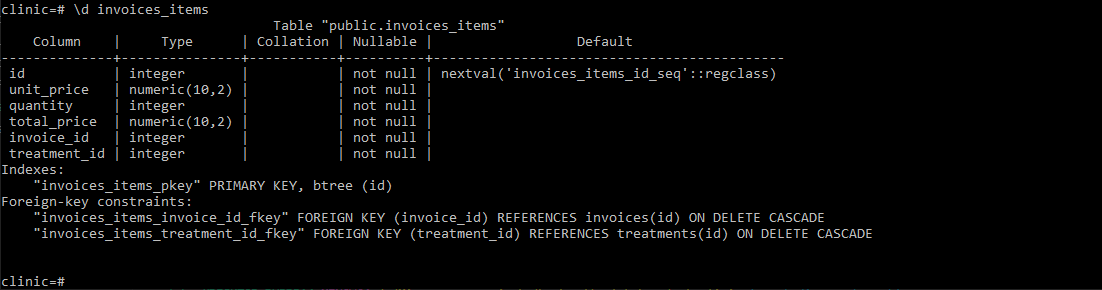 clinic=# \d invoices_items
                                  Table "public.invoices_items"
    Column    |     Type      | Collation | Nullable |                  Default
--------------+---------------+-----------+----------+--------------------------------------------
 id           | integer       |           | not null | nextval('invoices_items_id_seq'::regclass)
 unit_price   | numeric(10,2) |           | not null |
 quantity     | integer       |           | not null |
 total_price  | numeric(10,2) |           | not null |
 invoice_id   | integer       |           | not null |
 treatment_id | integer       |           | not null |
Indexes:
    "invoices_items_pkey" PRIMARY KEY, btree (id)
Foreign-key constraints:
    "invoices_items_invoice_id_fkey" FOREIGN KEY (invoice_id) REFERENCES invoices(id) ON DELETE CASCADE
    "invoices_items_treatment_id_fkey" FOREIGN KEY (treatment_id) REFERENCES treatments(id) ON DELETE CASCADE
clinic=#